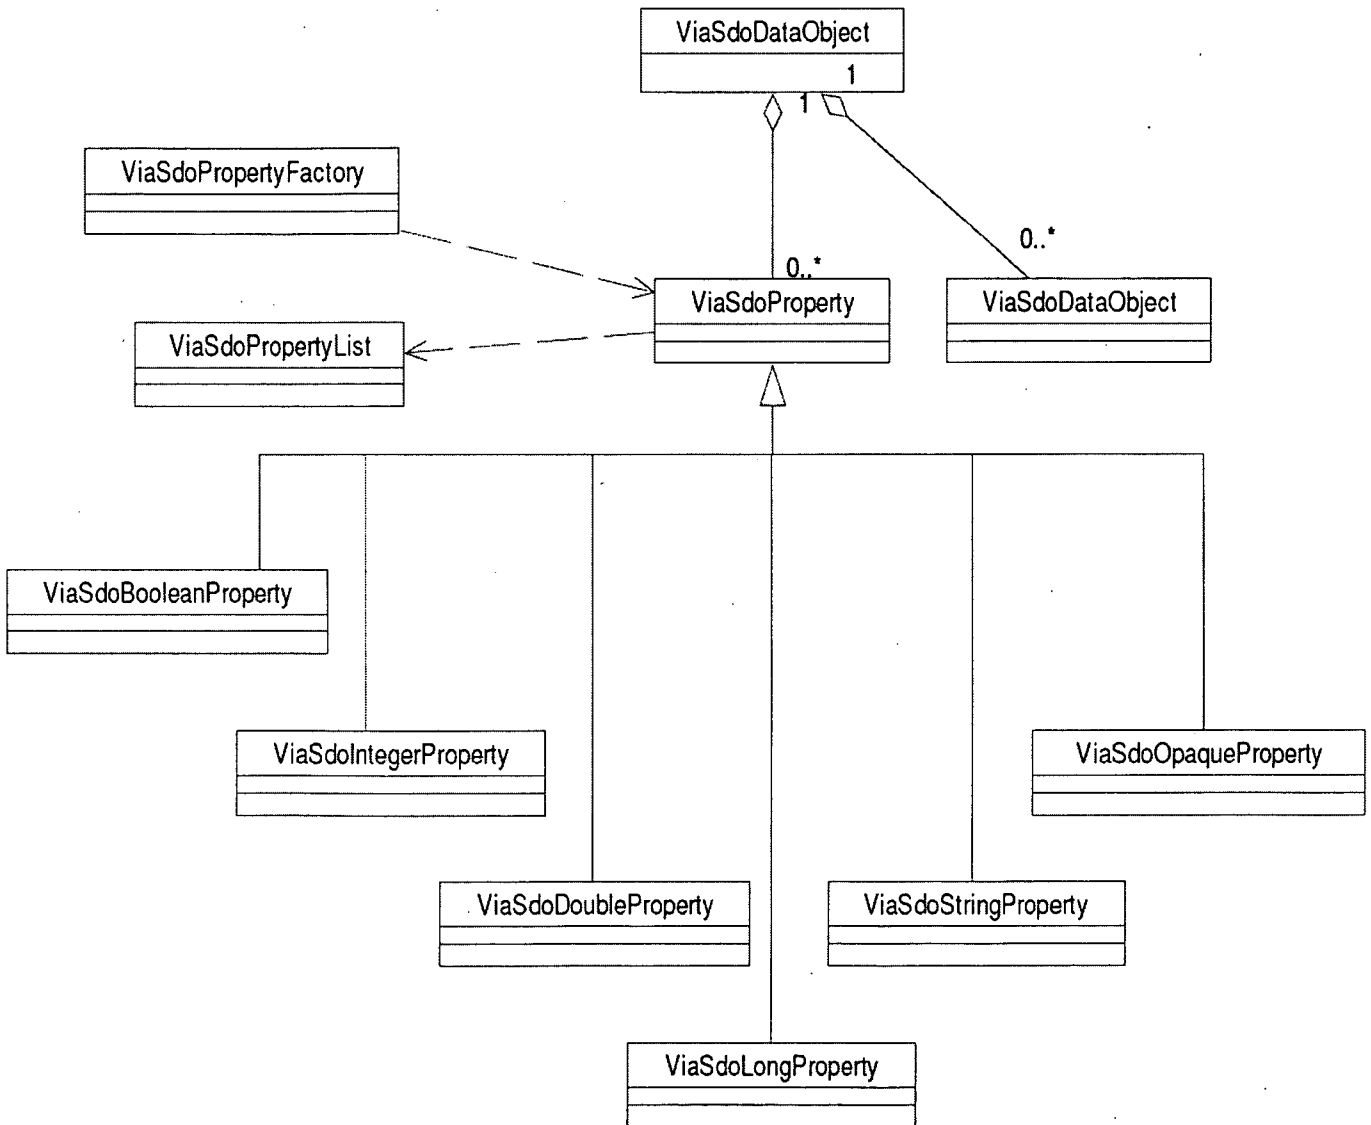 ViaSdoDataObject
1
1
ViaSdoPropertyFactory
0..*
0..*
ViaSdoProperty
ViaSdoDataObject
ViaSdoPropertyList
ViaSdoBooleanProperty
ViaSdoIntegerProperty
ViaSdoOpaqueProperty
ViaSdoDoubleProperty
ViaSdoStringProperty
ViaSdoLongProperty